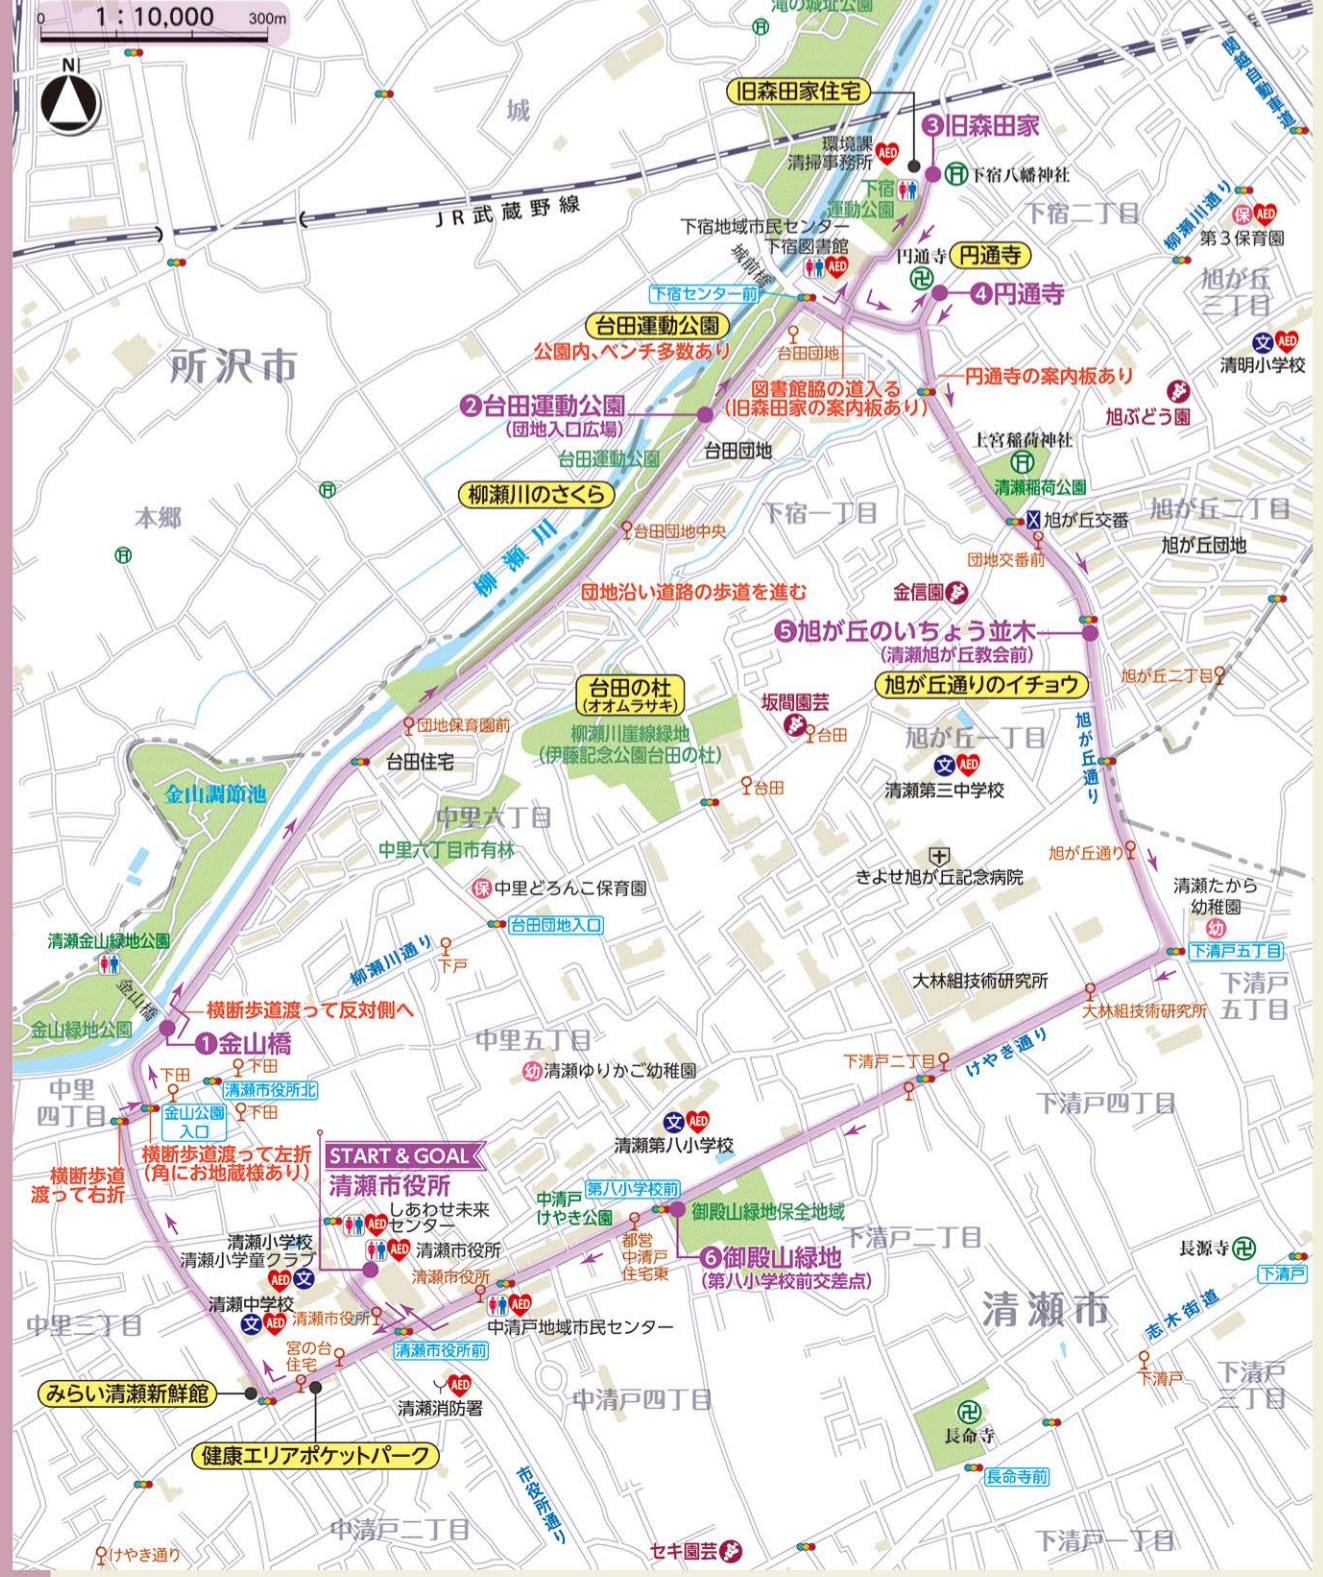 0 1:10,000 300m
N
滝の城址公園
城
関越自動車道
旧森田家住宅
❸旧森田家
環境課
清掃事務所
AED
下宿八幡神社
下宿
運動公園
下宿二丁目
柳瀬川通り
保 AED
第3保育園
JR武蔵野線
下宿地域市民センター
下宿図書館
AED
城前橋
円通寺
円通寺
旭が丘
三丁目
下宿センター前
❹円通寺
台田運動公園
公園内、ベンチ多数あり
台田団地
文 AED
清明小学校
所沢市
図書館脇の道入る
(旧森田家の案内板あり)
円通寺の案内板あり
旭ぶどう園
❷台田運動公園
(団地入口広場)
台田運動公園
台田団地
上宮稲荷神社
清瀬稲荷公園
柳瀬川のさくら
本郷
下宿一丁目
旭が丘交番
旭が丘二丁目
旭が丘団地
台田団地中央
団地交番前
柳瀬川
団地沿い道路の歩道を進む
金信園
❺旭が丘のいちょう並木
(清瀬旭が丘教会前)
旭が丘通りのイチョウ
旭が丘二丁目
台田の杜
(オオムラサキ)
坂間園芸
台田
団地保育園前
柳瀬川崖線緑地
(伊藤記念公園台田の杜)
旭が丘一丁目
旭が丘通り
台田住宅
文 AED
清瀬第三中学校
台田
金山調節池
中里六丁目
中里六丁目市有林
旭が丘通り
きよせ旭が丘記念病院
保 中里どろんこ保育園
清瀬たから
幼稚園
幼
台田団地入口
清瀬金山緑地公園
柳瀬川通り
下戸
下清戸五丁目
金山橋
大林組技術研究所
下清戸
五丁目
横断歩道渡って反対側へ
大林組技術研究所
金山緑地公園
❶金山橋
中里五丁目
けやき通り
下清戸二丁目
下田
下田
幼 清瀬ゆりかご幼稚園
中里
四丁目
清瀬市役所北
下田
金山公園
入口
下清戸四丁目
文 AED
清瀬第八小学校
横断歩道渡って左折
(角にお地蔵様あり)
横断歩道
渡って右折
START & GOAL
清瀬市役所
第八小学校前
中清戸
けやき公園
御殿山緑地保全地域
AED しあわせ未来
センター
AED 清瀬市役所
都営
中清戸
住宅東
下清戸二丁目
❻御殿山緑地
(第八小学校前交差点)
清瀬小学校
清瀬小学童クラブ
AED 文
長源寺
下清戸
清瀬市役所
清瀬中学校
文 AED
清瀬市役所
AED
中清戸地域市民センター
清瀬市
志木街道
中里三丁目
宮の台
住宅
清瀬市役所前
下清戸
下清戸
三丁目
みらい清瀬新鮮館
AED
清瀬消防署
中清戸四丁目
長命寺
健康エリアポケットパーク
長命寺前
市役所通り
中清戸二丁目
下清戸一丁目
けやき通り
セキ園芸